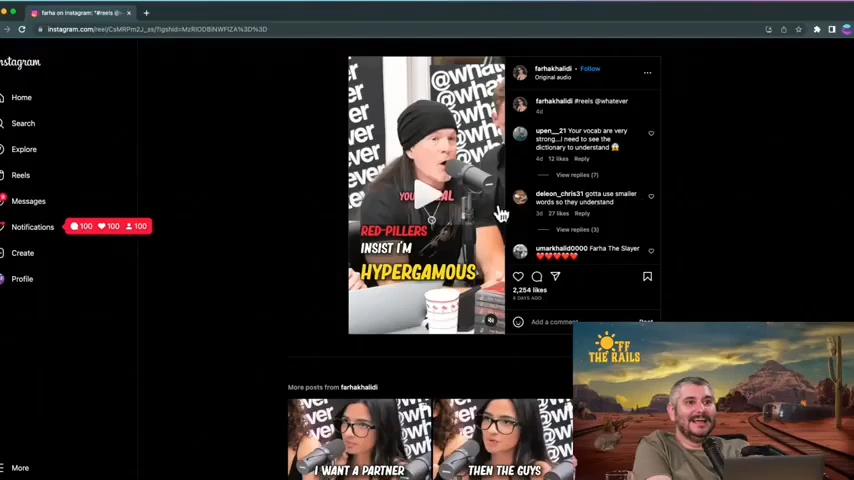 farha on Instagram: "#reels @w
instagram.com/reel/CsMRPm2J_ss/?igshid=MzRlODBiNWFlZA%3D%3D
nstagram
Home
Search
Explore
Reels
Messages
Notifications
100 100 100
Create
Profile
More
@whatever
RED-PILLERS
INSIST I'M
HYPERGAMOUS
farhakhalidi • Follow
Original audio
farhakhalidi #reels @whatever
4d
upen__21 Your vocab are very
strong...I need to see the
dictionary to understand
4d 12 likes Reply
View replies (7)
deleon_chris31 gotta use smaller
words so they understand
3d 27 likes Reply
View replies (3)
umarkhalid0000 Farha The Slayer
2,254 likes
4 DAYS AGO
Add a comment...
Post
More posts from farhakhalidi
I WANT A PARTNER
THEN THE GUYS
OFF
THE RAILS